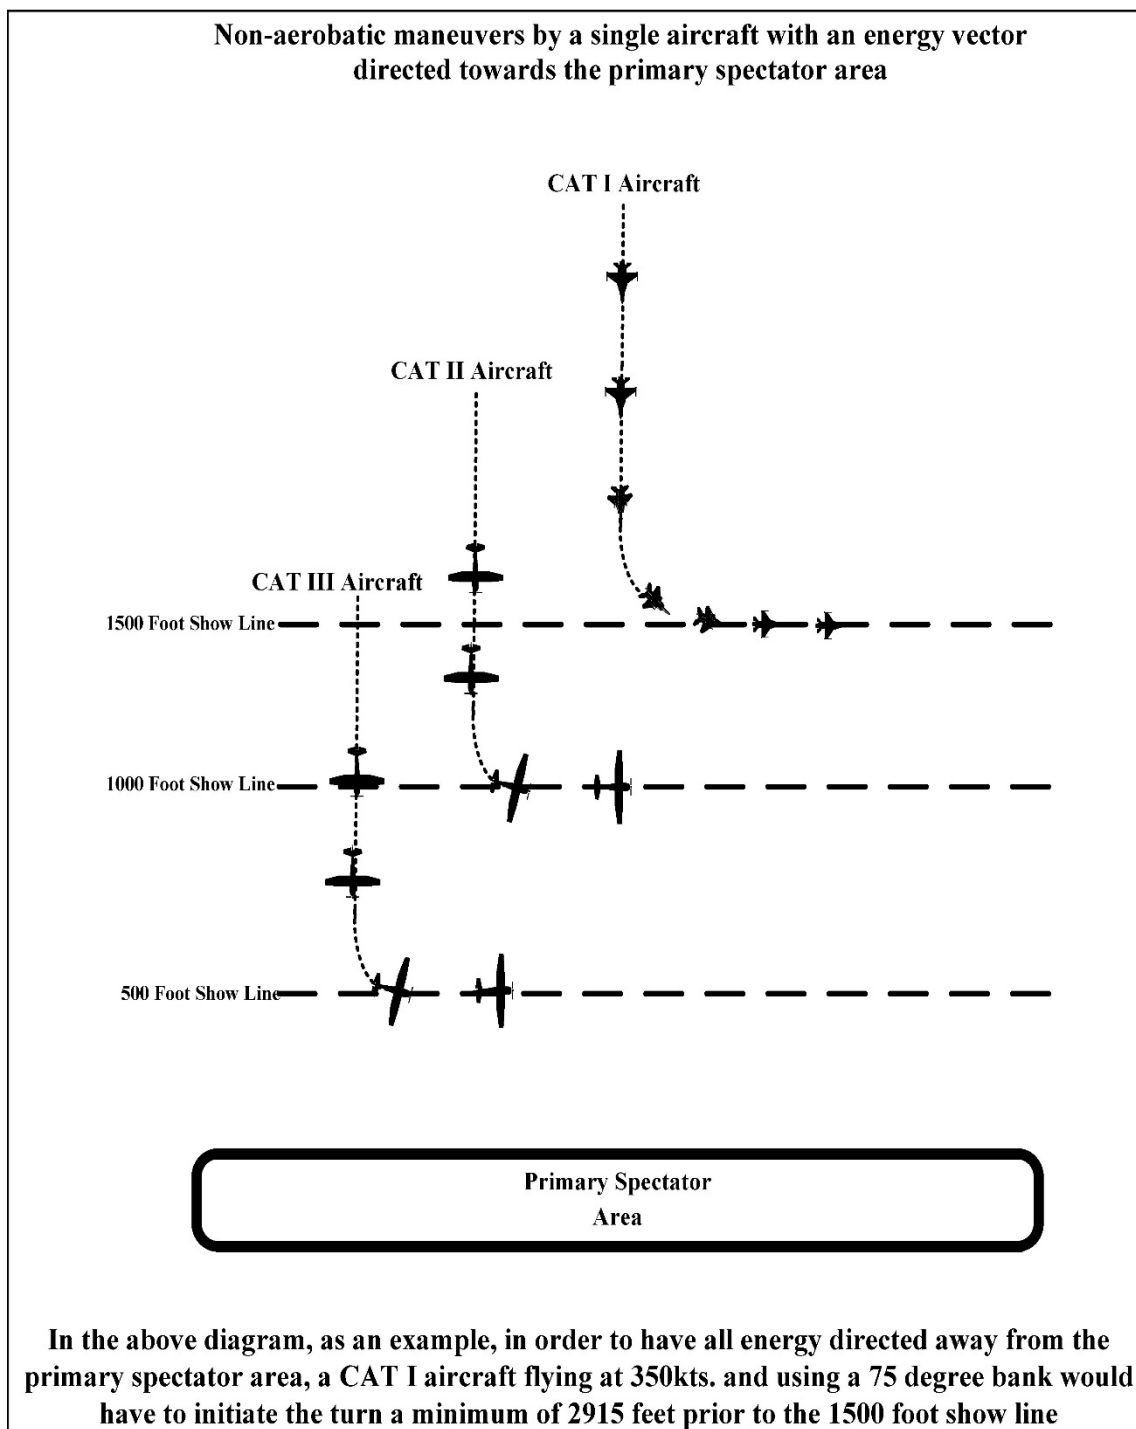 Non-aerobatic maneuvers by a single aircraft with an energy vector
directed towards the primary spectator area
CAT I Aircraft
CAT II Aircraft
CAT III Aircraft
1500 Foot Show Line
1000 Foot Show Line
500 Foot Show Line
Primary Spectator
Area
In the above diagram, as an example, in order to have all energy directed away from the
primary spectator area, a CAT I aircraft flying at 350kts. and using a 75 degree bank would
have to initiate the turn a minimum of 2915 feet prior to the 1500 foot show line